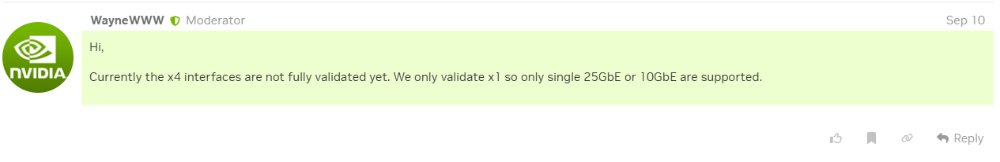 WayneWWW Moderator Sep 10
NVIDIA
Hi,
Currently the x4 interfaces are not fully validated yet. We only validate x1 so only single 25GbE or 10GbE are supported.
Reply